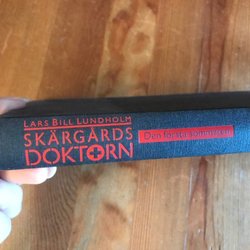 LARS BILL LUNDHOLM
SKÄRGÅRDS
DOKTORN
Den första sommaren